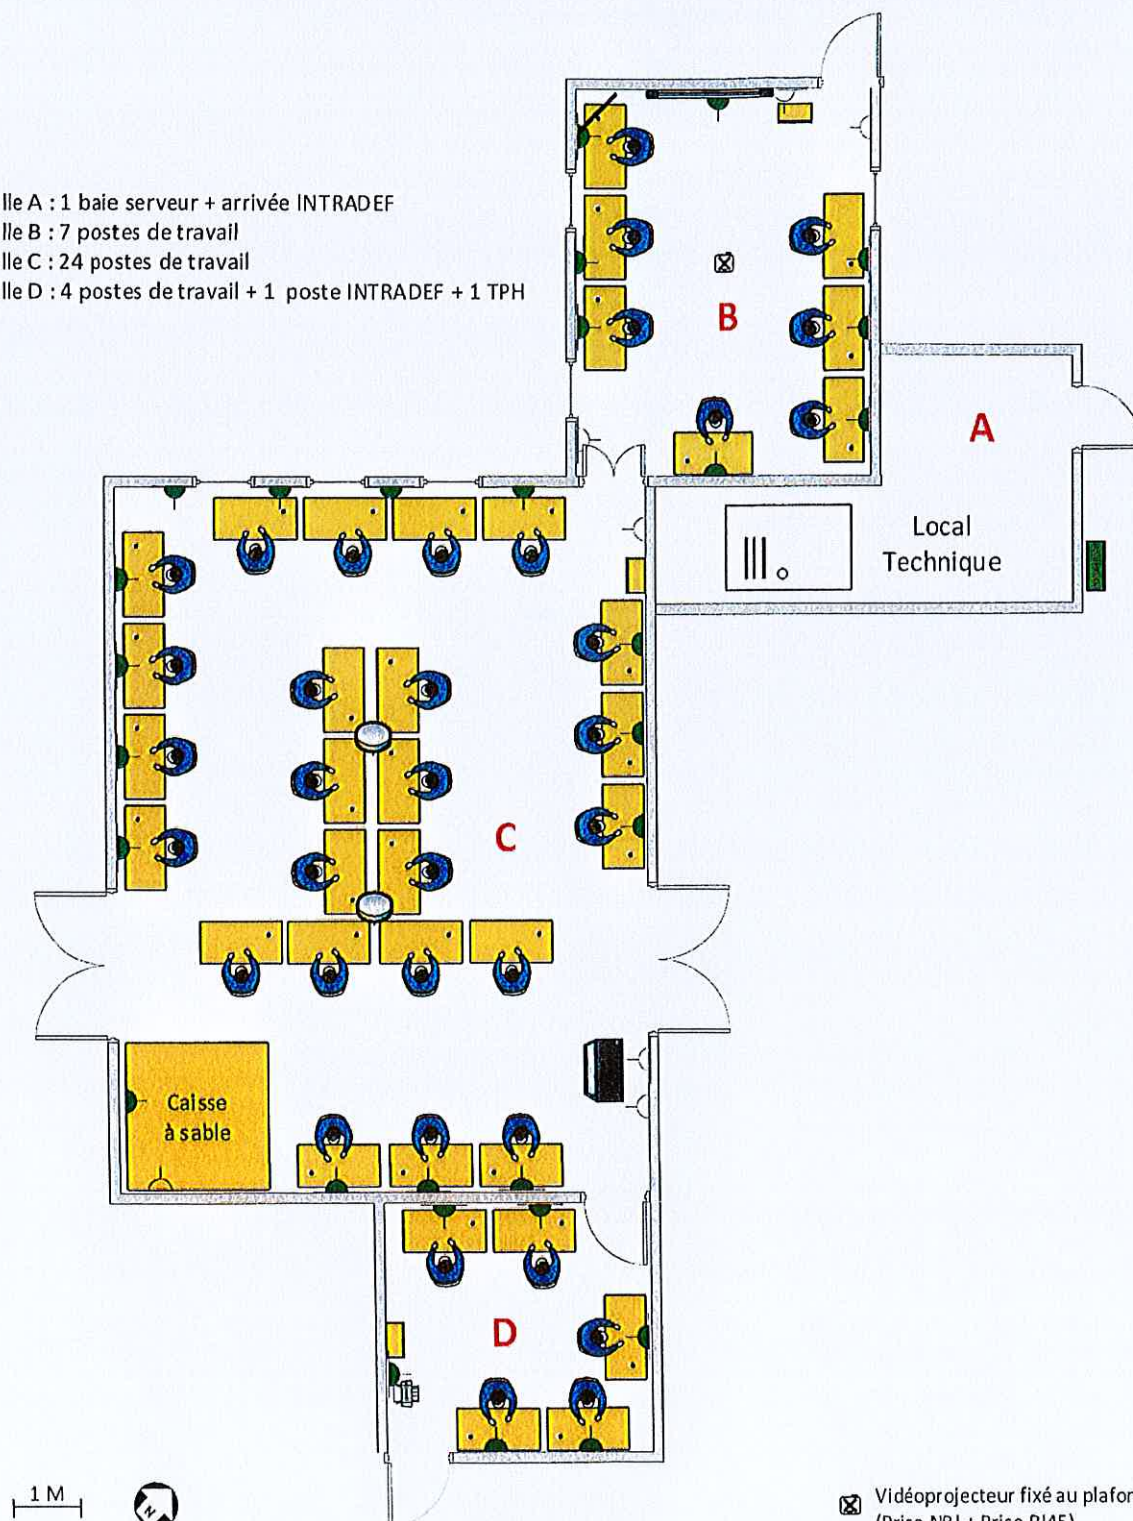 lle A : 1 baie serveur + arrivée INTRADEF
lle B : 7 postes de travail
lle C : 24 postes de travail
lle D : 4 postes de travail + 1 poste INTRADEF + 1 TPH
B
A
Local
Technique
C
Caisse
à sable
D
1 M
N
Vidéoprojecteur fixé au plafon